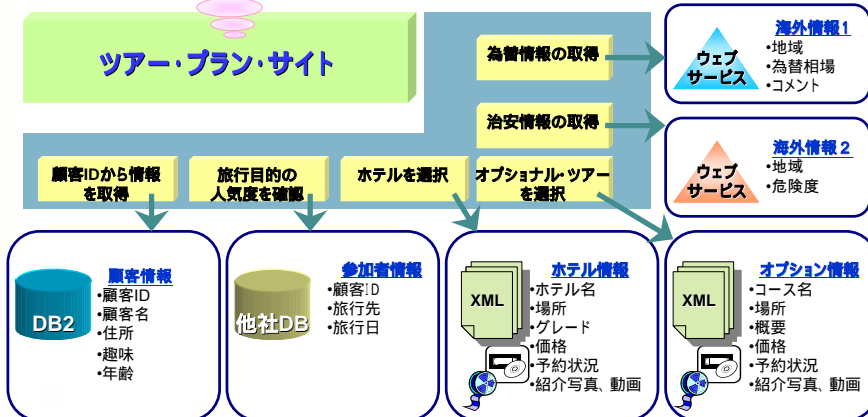 ツアー・プラン・サイト
為替情報の取得
治安情報の取得
顧客IDから情報
を取得
旅行目的の
人気度を確認
ホテルを選択
オプショナル・ツアー
を選択
ウェブ
サービス
海外情報1
•地域
•為替相場
•コメント
ウェブ
サービス
海外情報2
•地域
•危険度
DB2
顧客情報
•顧客ID
•顧客名
•住所
•趣味
•年齢
他社DB
参加者情報
•顧客ID
•旅行先
•旅行日
XML
ホテル情報
•ホテル名
•場所
•グレード
•価格
•予約状況
•紹介写真、動画
XML
オプション情報
•コース名
•場所
•概要
•価格
•予約状況
•紹介写真、動画